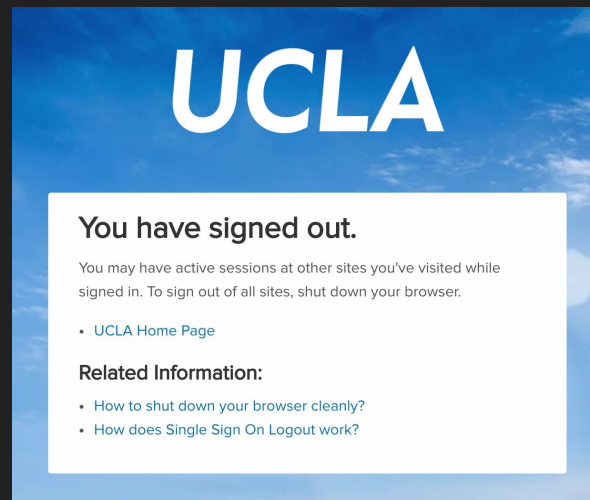 UCLA
You have signed out.
You may have active sessions at other sites you've visited while
signed in. To sign out of all sites, shut down your browser.
• UCLA Home Page
Related Information:
• How to shut down your browser cleanly?
• How does Single Sign On Logout work?